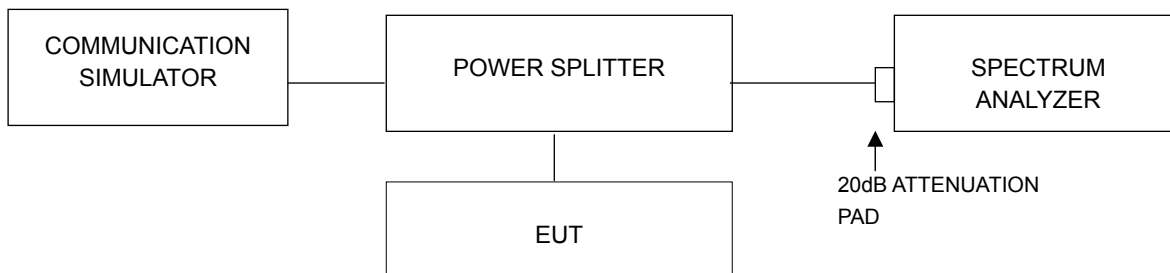 COMMUNICATION
SIMULATOR
POWER SPLITTER
SPECTRUM
ANALYZER
20dB ATTENUATION
PAD
EUT